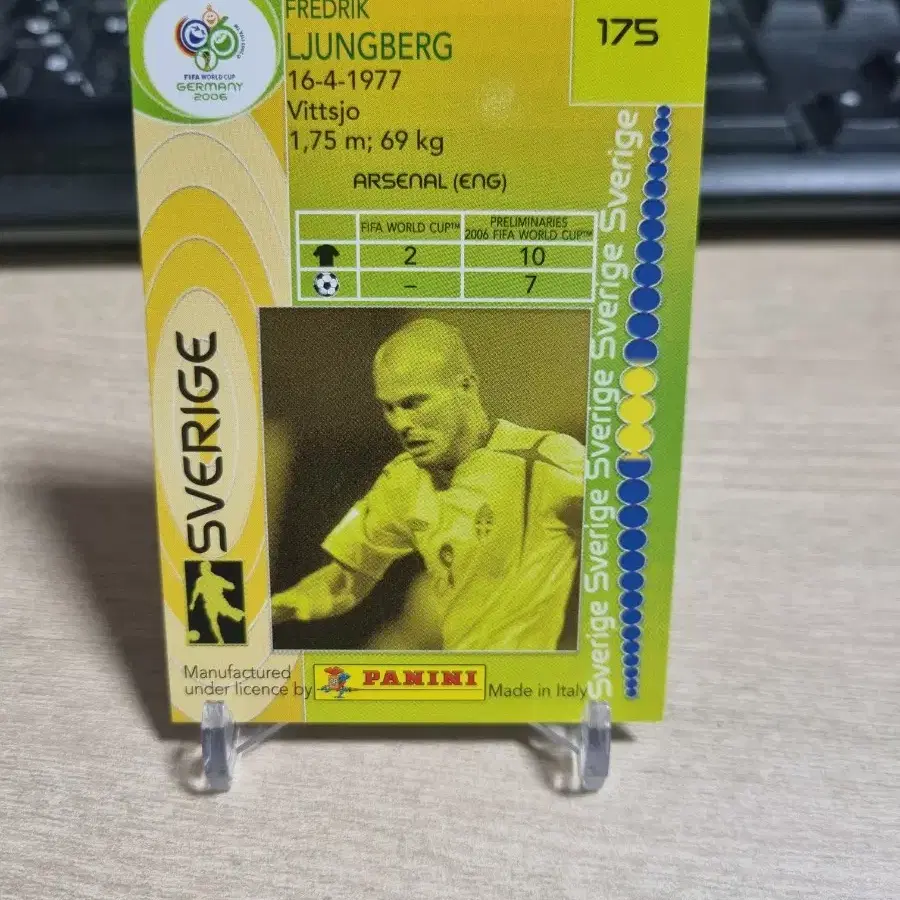 FIFA WORLD CUP
GERMANY
2006
FREDRIK
LJUNGBERG
16-4-1977
Vittsjo
1,75 m; 69 kg
175
ARSENAL (ENG)
FIFA WORLD CUP™
PRELIMINARIES
2006 FIFA WORLD CUP™
2 10
– 7
SVERIGE
Sverige Sverige Sverige Sverige Sverige
Manufactured
under licence by
PANINI
Made in Italy